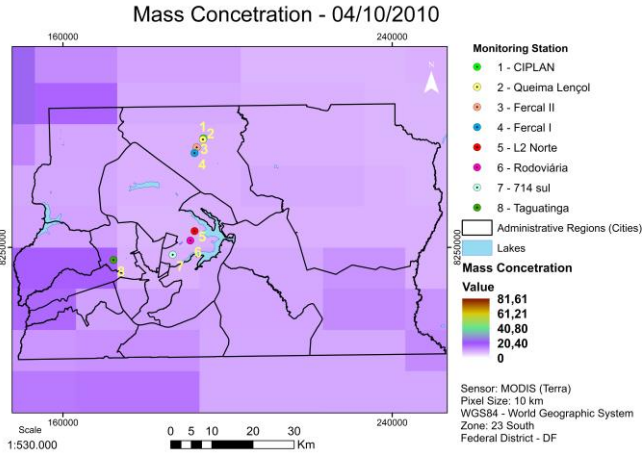 Mass Concetration - 04/10/2010
160000
240000
8250000
8250000
160000
240000
N
1
2
3
4
5
6
7
8
Monitoring Station
1 - CIPLAN
2 - Queima Lençol
3 - Fercal II
4 - Fercal I
5 - L2 Norte
6 - Rodoviária
7 - 714 sul
8 - Taguatinga
Administrative Regions (Cities)
Lakes
Mass Concetration
Value
81,61
61,21
40,80
20,40
0
Sensor: MODIS (Terra)
Pixel Size: 10 km
WGS84 - World Geographic System
Zone: 23 South
Federal District - DF
Scale
1:530.000
0 5 10 20 30
Km